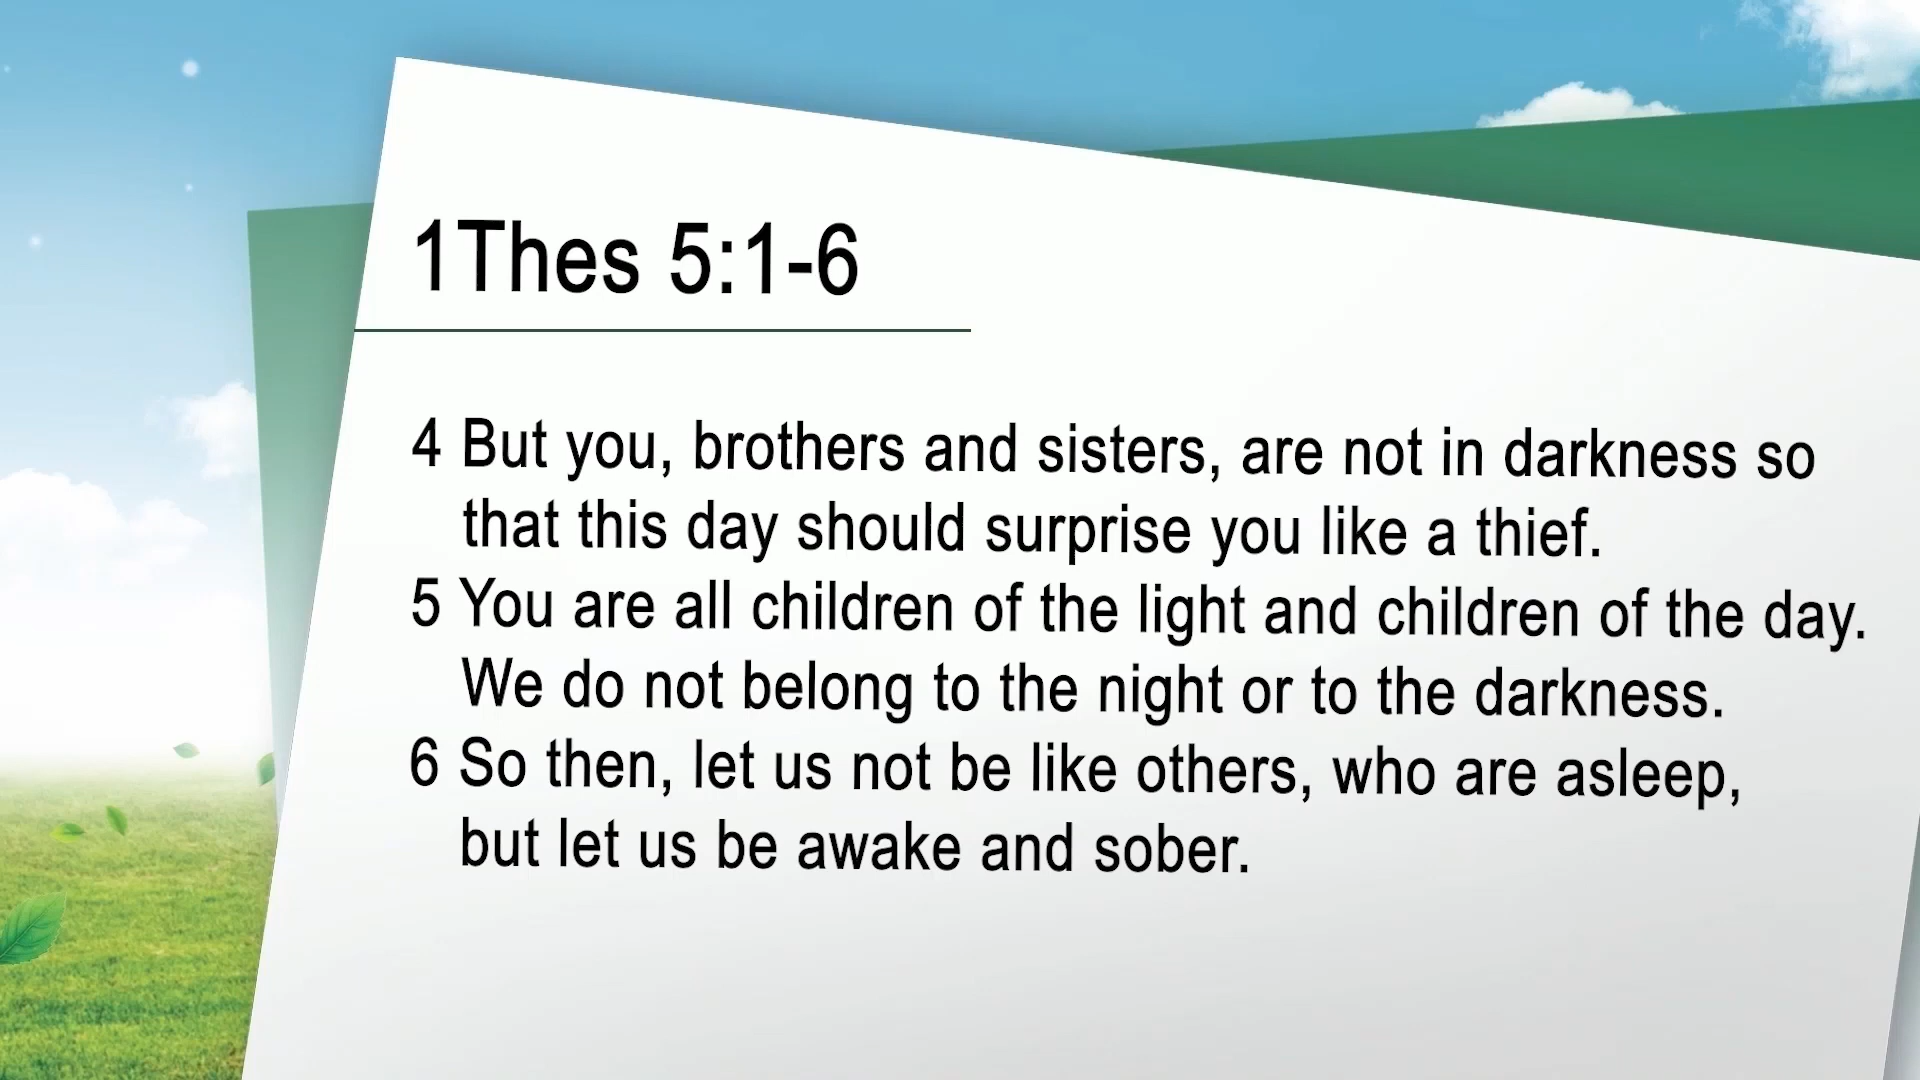 1Thes 5:1-6
4 But you, brothers and sisters, are not in darkness so
that this day should surprise you like a thief.
5 You are all children of the light and children of the day.
We do not belong to the night or to the darkness.
6 So then, let us not be like others, who are asleep,
but let us be awake and sober.